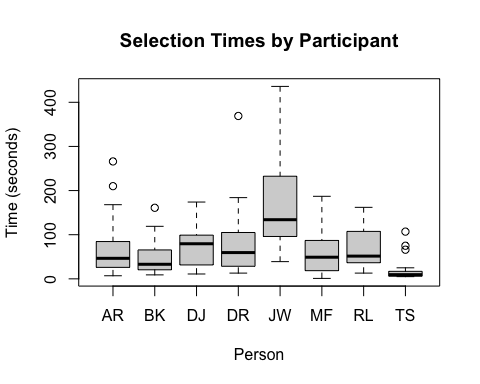 Selection Times by Participant
Time (seconds)
400
300
200
100
0
AR BK DJ DR JW MF RL TS
Person